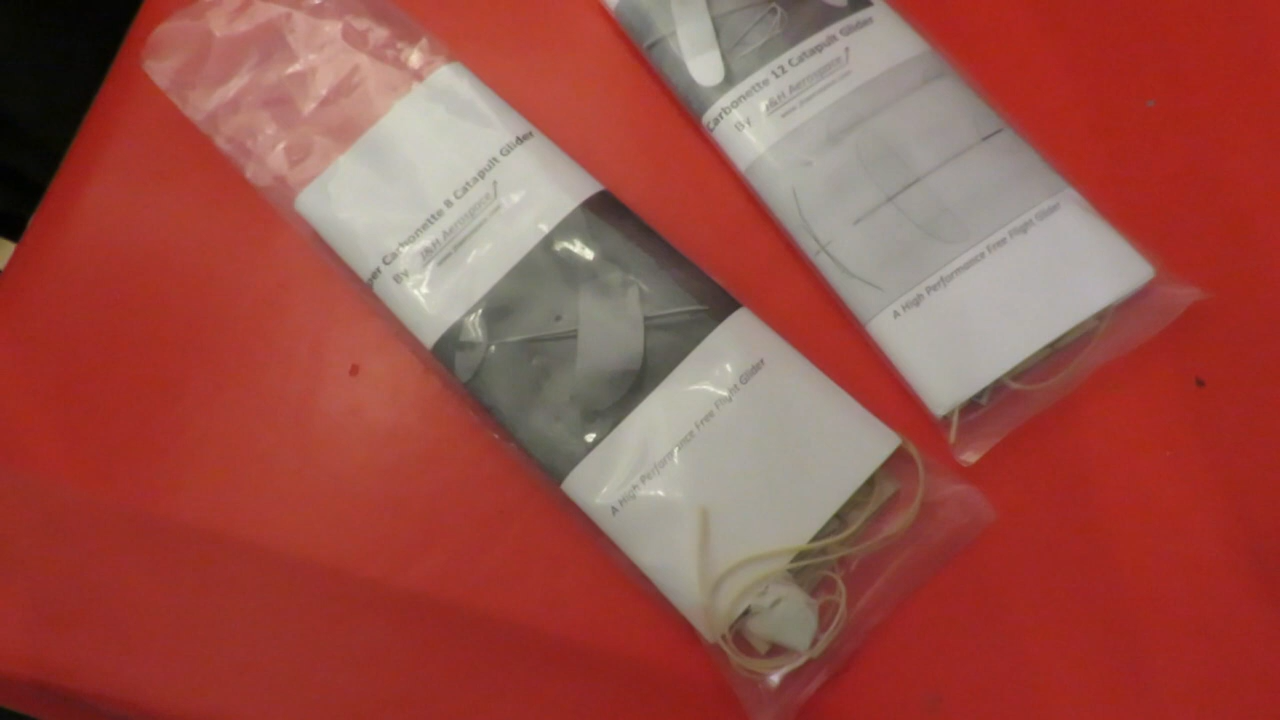 Carbonette 8 Catapult Glider
By J&H Aerospace
A High Performance Free Flight Glider
Carbonette 12 Catapult Glider
By J&H Aerospace
A High Performance Free Flight Glider